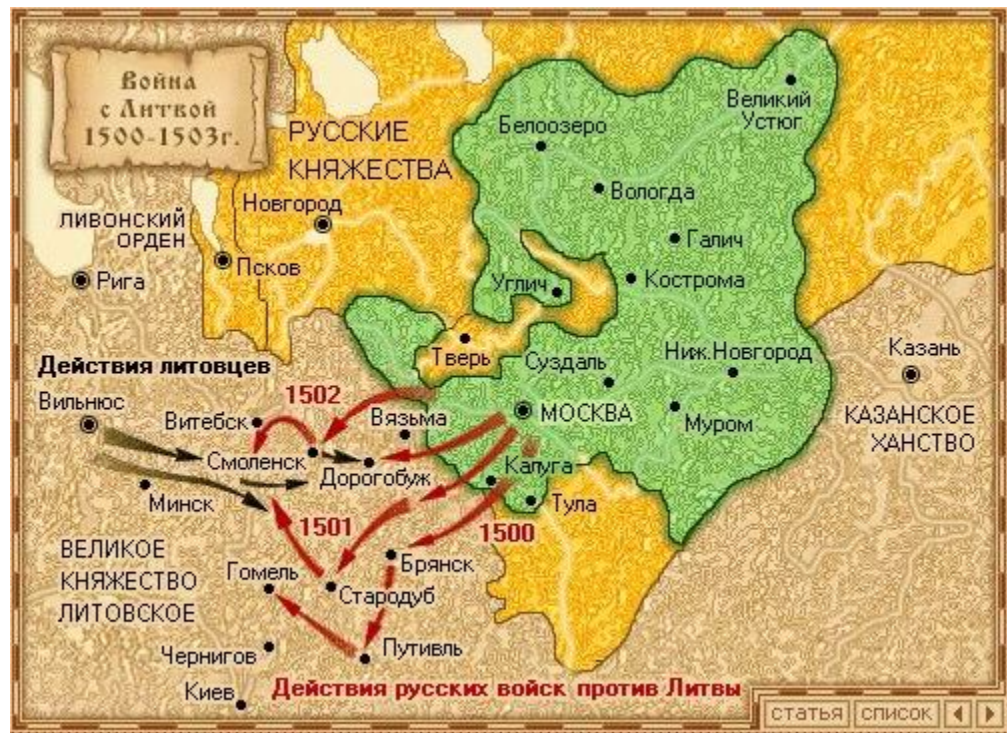 Война
с Литвой
1500-1503г.
РУССКИЕ
КНЯЖЕСТВА
Белоозеро
Великий
Устюг
Вологда
Новгород
ЛИВОНСКИЙ
ОРДЕН
Псков
Рига
Галич
Углич
Кострома
Тверь
Суздаль
Ниж.Новгород
Казань
КАЗАНСКОЕ
ХАНСТВО
Действия литовцев
Вильнюс
Витебск
1502
Вязьма
МОСКВА
Муром
Смоленск
Дорогобуж
Калуга
Минск
Тула
1501
1500
ВЕЛИКОЕ
КНЯЖЕСТВО
ЛИТОВСКОЕ
Гомель
Стародуб
Брянск
Чернигов
Путивль
Киев
Действия русских войск против Литвы
статья список